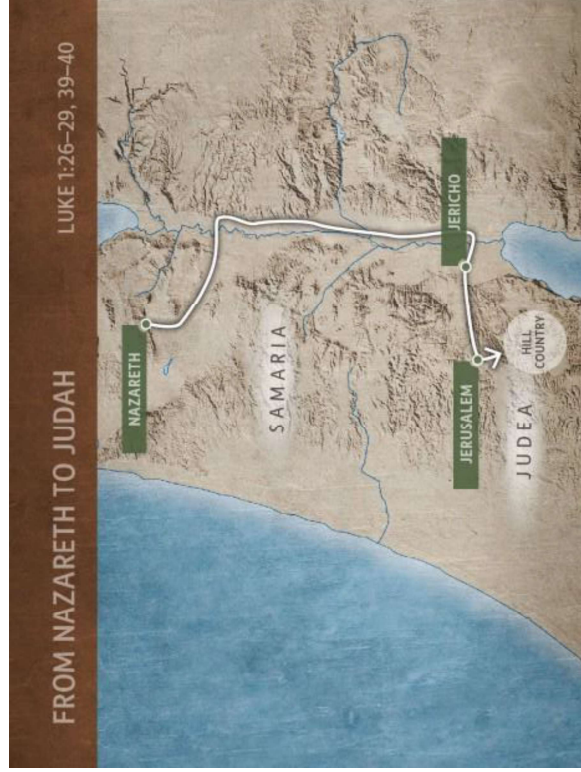 FROM NAZARETH TO JUDAH
LUKE 1:26–29, 39–40
NAZARETH
SAMARIA
JERICHO
JERUSALEM
JUDEA
HILL
COUNTRY